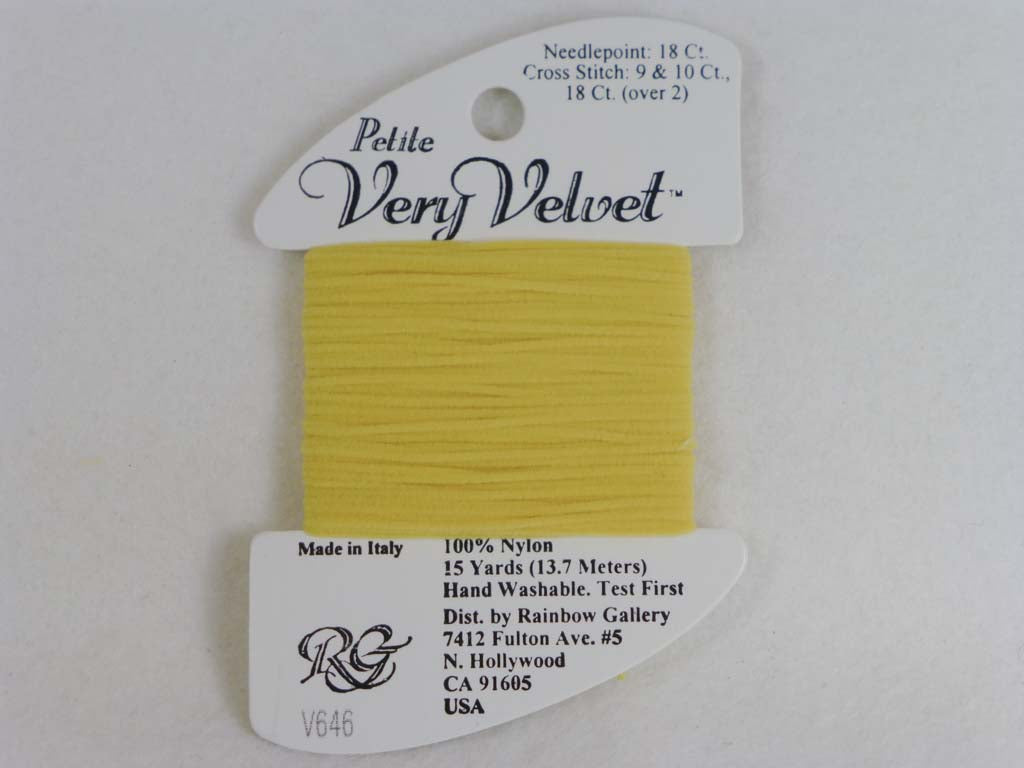 Needlepoint: 18 Ct.
Cross Stitch: 9 & 10 Ct.,
18 Ct. (over 2)
Petite
Very Velvet™
Made in Italy
100% Nylon
15 Yards (13.7 Meters)
Hand Washable. Test First
Dist. by Rainbow Gallery
7412 Fulton Ave. #5
N. Hollywood
CA 91605
USA
RG
V646